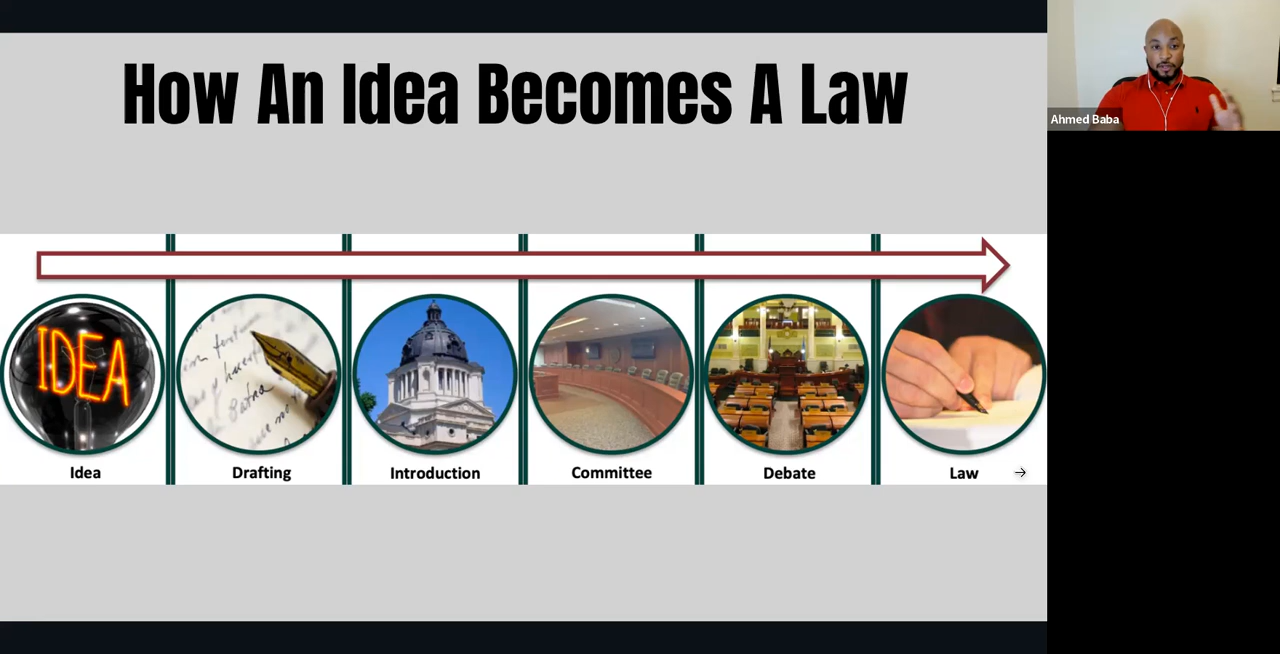 How An Idea Becomes A Law
Ahmed Baba
IDEA
Idea
Drafting
Introduction
Committee
Debate
Law